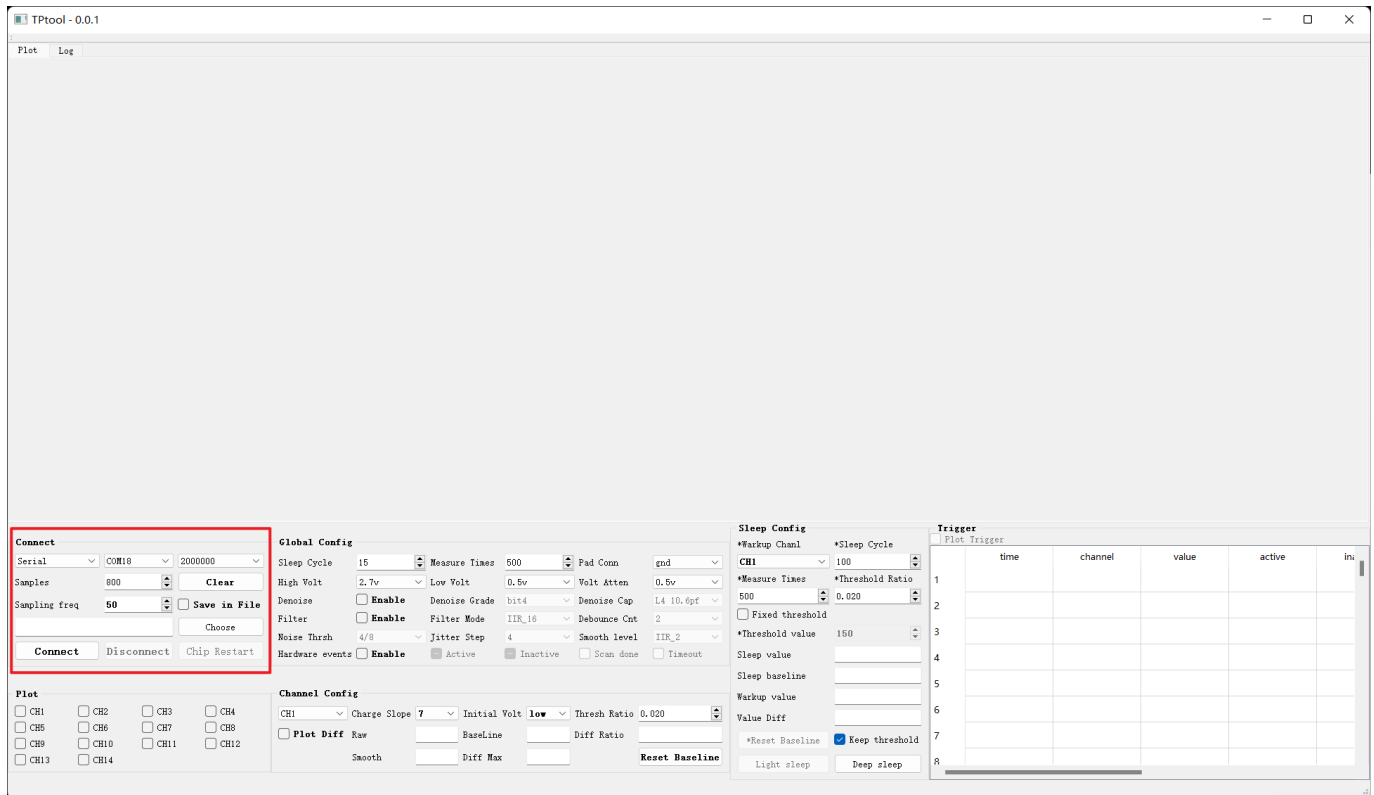 TPtool - 0.0.1
Plot Log
Connect
Serial COM18 2000000
Samples 800 Clear
Sampling freq 50 Save in File
Choose
Connect Disconnect Chip Restart
Plot
CH1 CH2 CH3 CH4
CH5 CH6 CH7 CH8
CH9 CH10 CH11 CH12
CH13 CH14
Global Config
Sleep Cycle 15 Measure Times 500 Pad Conn gnd
High Volt 2.7v Low Volt 0.5v Volt Atten 0.5v
Denoise Enable Denoise Grade bit4 Denoise Cap L4 10.6pf
Filter Enable Filter Mode IIR_16 Debounce Cnt 2
Noise Thrsh 4/8 Jitter Step 4 Smooth level IIR_2
Hardware events Enable Active Inactive Scan done Timeout
Channel Config
CH1 Charge Slope 7 Initial Volt low Thresh Ratio 0.020
Plot Diff Raw BaseLine Diff Ratio
Smooth Diff Max Reset Baseline
Sleep Config
*Warkup Chanl *Sleep Cycle
CH1 100
*Measure Times *Threshold Ratio
500 0.020
Fixed threshold
*Threshold value 150
Sleep value
Sleep baseline
Warkup value
Value Diff
*Reset Baseline Keep threshold
Light sleep Deep sleep
Trigger
Plot Trigger
time channel value active ina
1
2
3
4
5
6
7
8